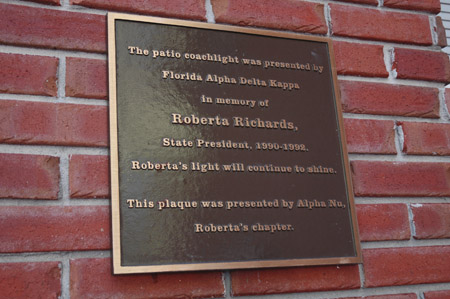 The patio coachlight was presented by
Florida Alpha Delta Kappa
in memory of
Roberta Richards,
State President, 1990-1992.
Roberta's light will continue to shine.
This plaque was presented by Alpha Nu,
Roberta's chapter.